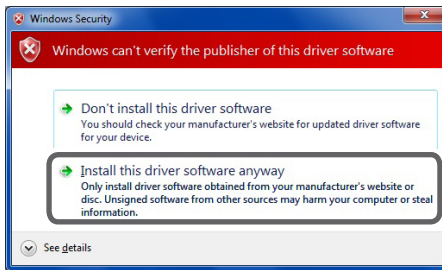 Windows Security
Windows can't verify the publisher of this driver software
Don't install this driver software
You should check your manufacturer's website for updated driver software
for your device.
Install this driver software anyway
Only install driver software obtained from your manufacturer's website or
disc. Unsigned software from other sources may harm your computer or steal
information.
See details